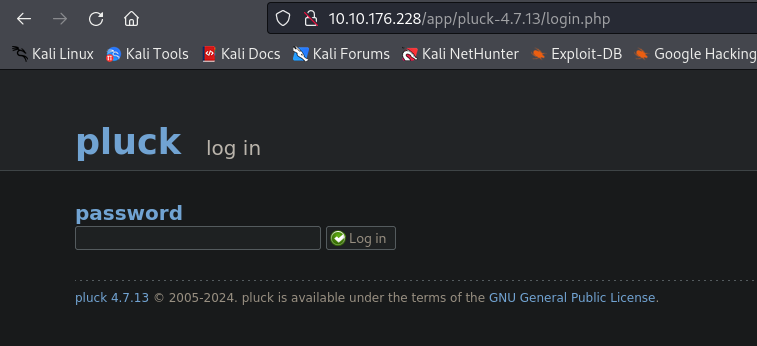 10.10.176.228/app/pluck-4.7.13/login.php
Kali Linux Kali Tools Kali Docs Kali Forums Kali NetHunter Exploit-DB Google Hacking
pluck log in
password
Log in
pluck 4.7.13 © 2005-2024. pluck is available under the terms of the GNU General Public License.